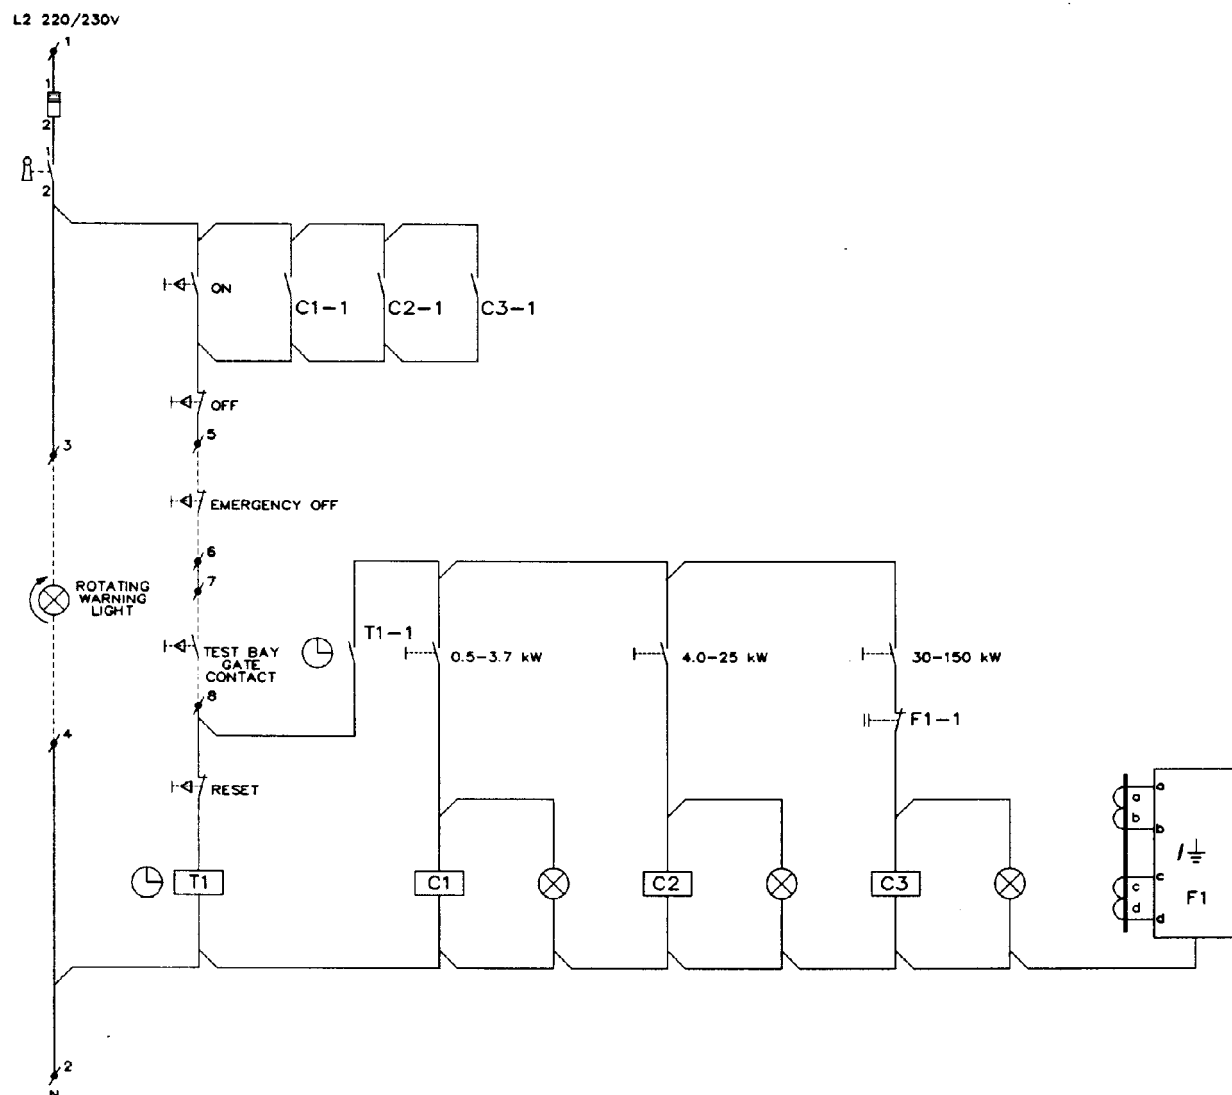 L2 220/230V
1
1
2
1
2
ON
C1-1
C2-1
C3-1
OFF
5
3
EMERGENCY OFF
6
7
ROTATING
WARNING
LIGHT
T1-1
TEST BAY
GATE
CONTACT
0.5-3.7 kW
4.0-25 kW
30-150 kW
8
F1-1
4
RESET
a
a
b
b
T1
C1
C2
C3
c
c
d
d
F1
2
N